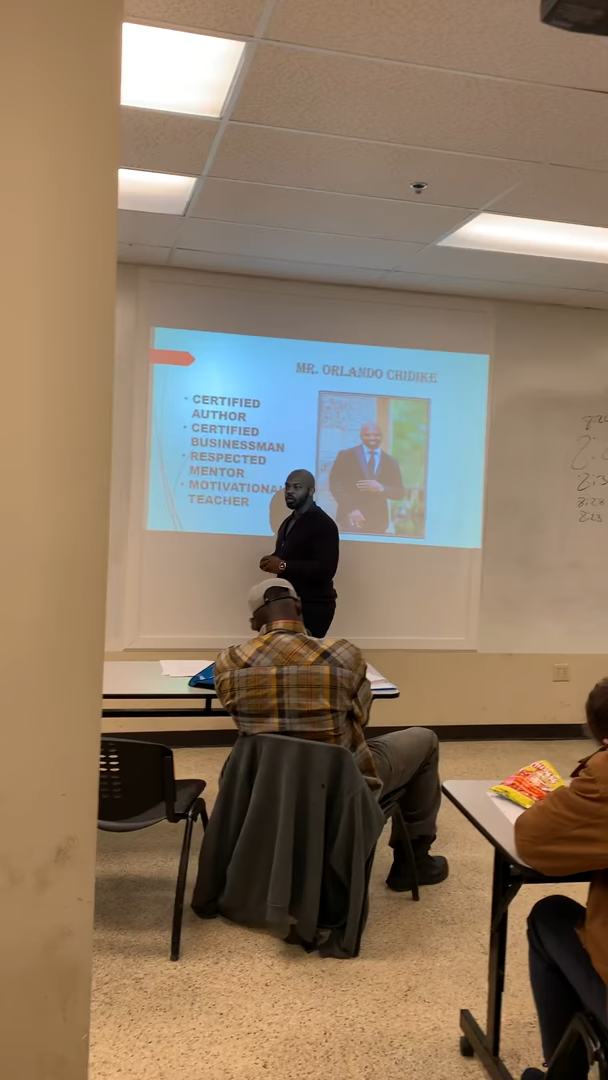 MR. ORLANDO CHIDIKE
• CERTIFIED
AUTHOR
• CERTIFIED
BUSINESSMAN
• RESPECTED
MENTOR
• MOTIVATIONAL
TEACHER